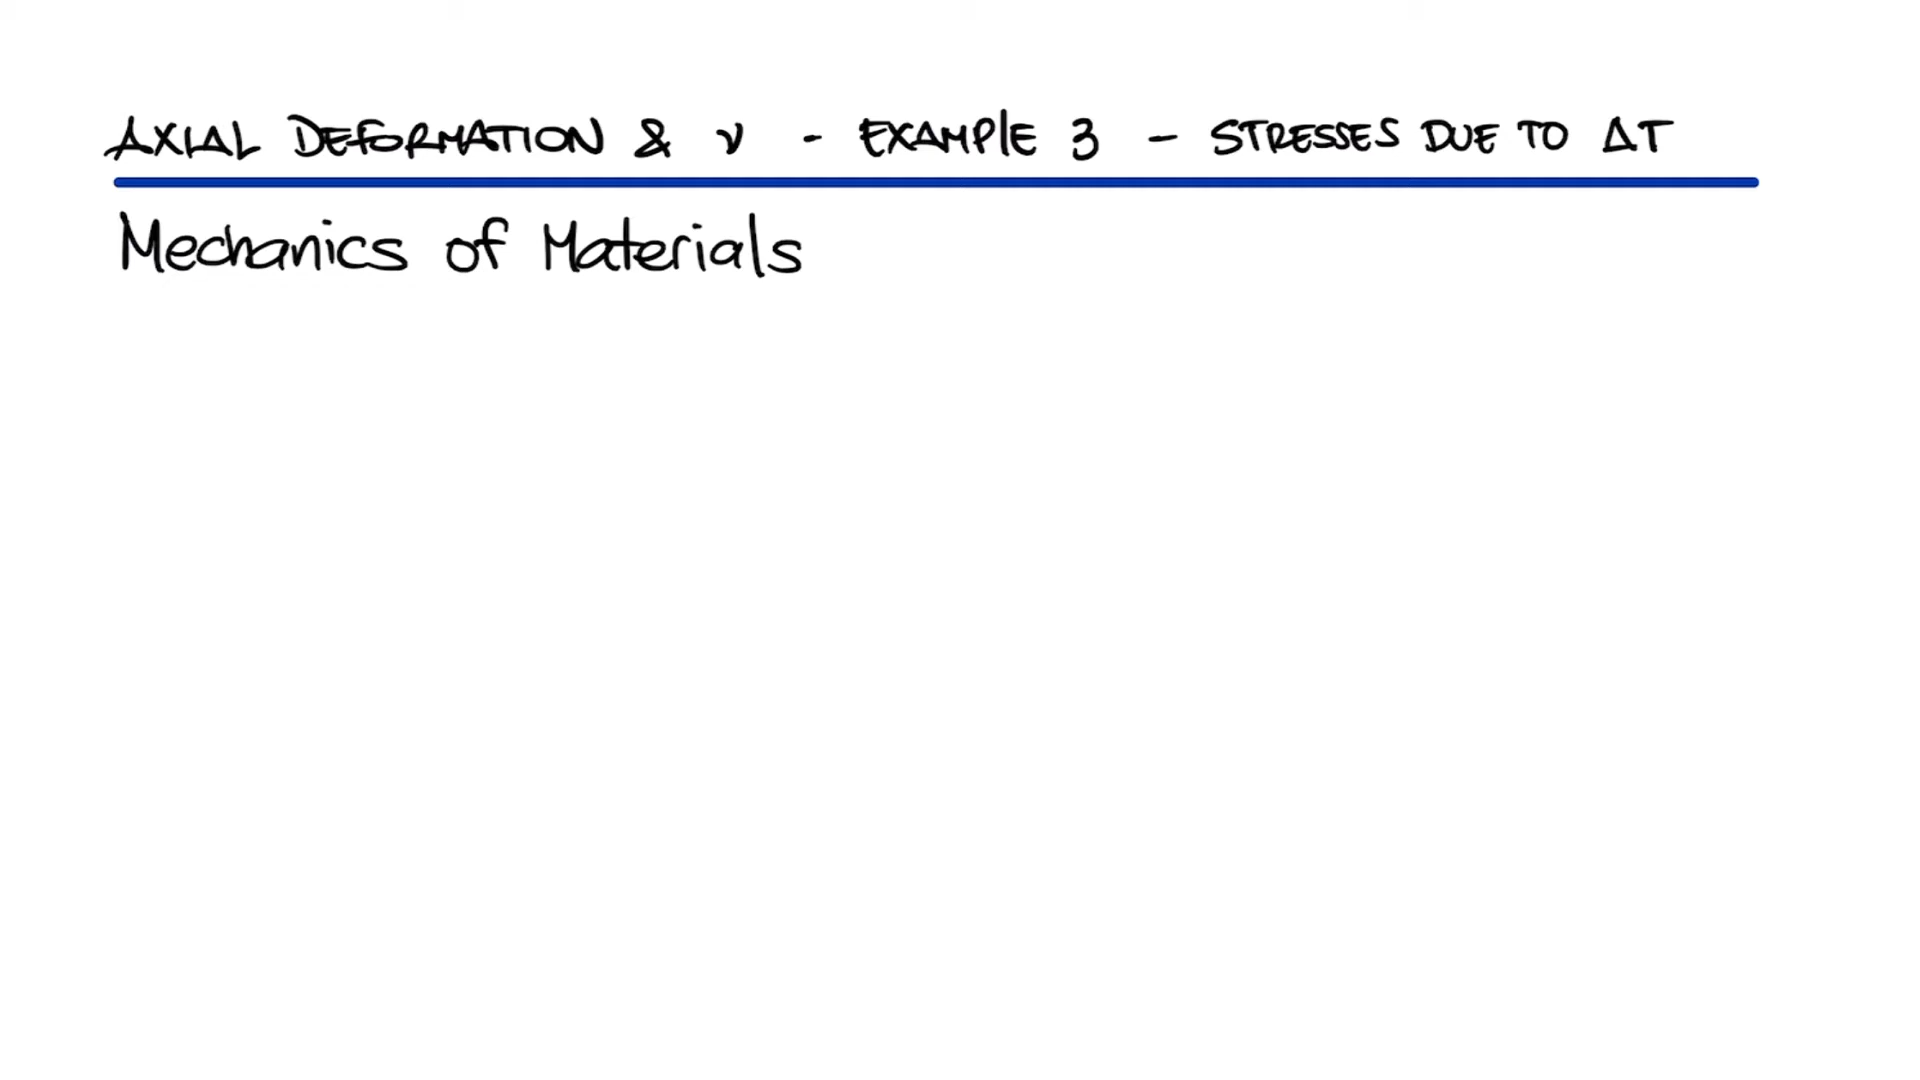 AXIAL DEFORMATION & ν - EXAMPLE 3 - STRESSES DUE TO ΔT
Mechanics of Materials